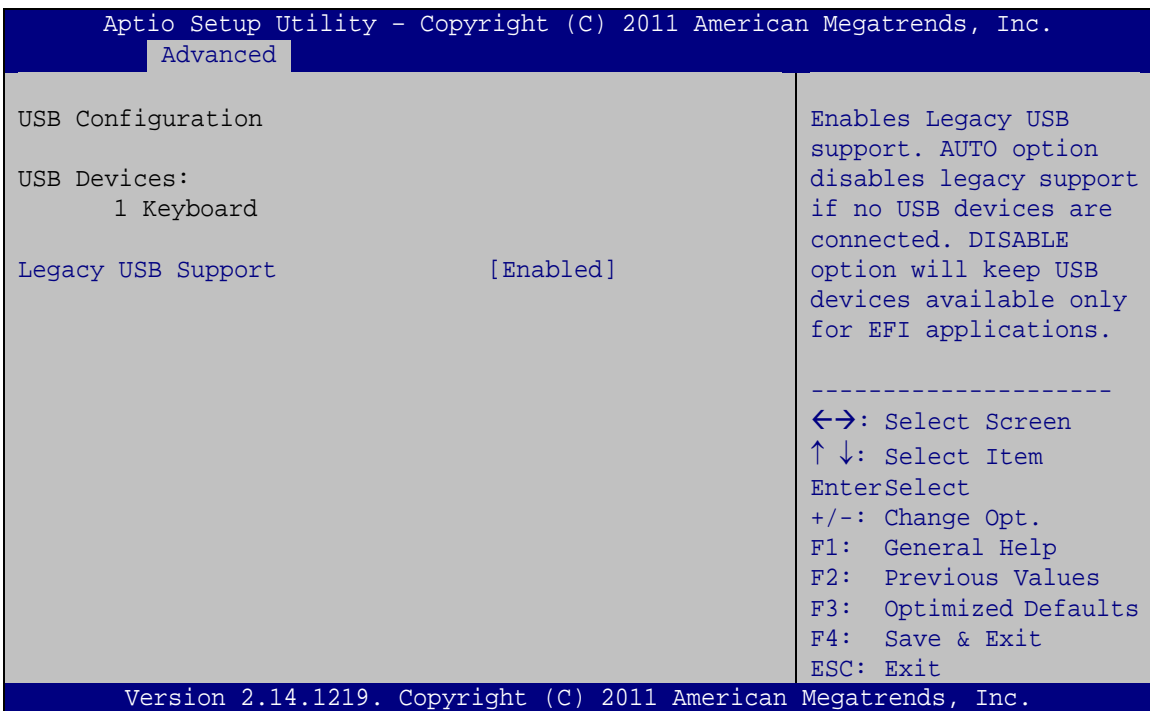 Aptio Setup Utility – Copyright (C) 2011 American Megatrends, Inc.
Advanced
USB Configuration
USB Devices:
1 Keyboard
Legacy USB Support [Enabled]
Enables Legacy USB
support. AUTO option
disables legacy support
if no USB devices are
connected. DISABLE
option will keep USB
devices available only
for EFI applications.
---------------------
←→: Select Screen
↑ ↓: Select Item
EnterSelect
+/-: Change Opt.
F1: General Help
F2: Previous Values
F3: Optimized Defaults
F4: Save & Exit
ESC: Exit
Version 2.14.1219. Copyright (C) 2011 American Megatrends, Inc.